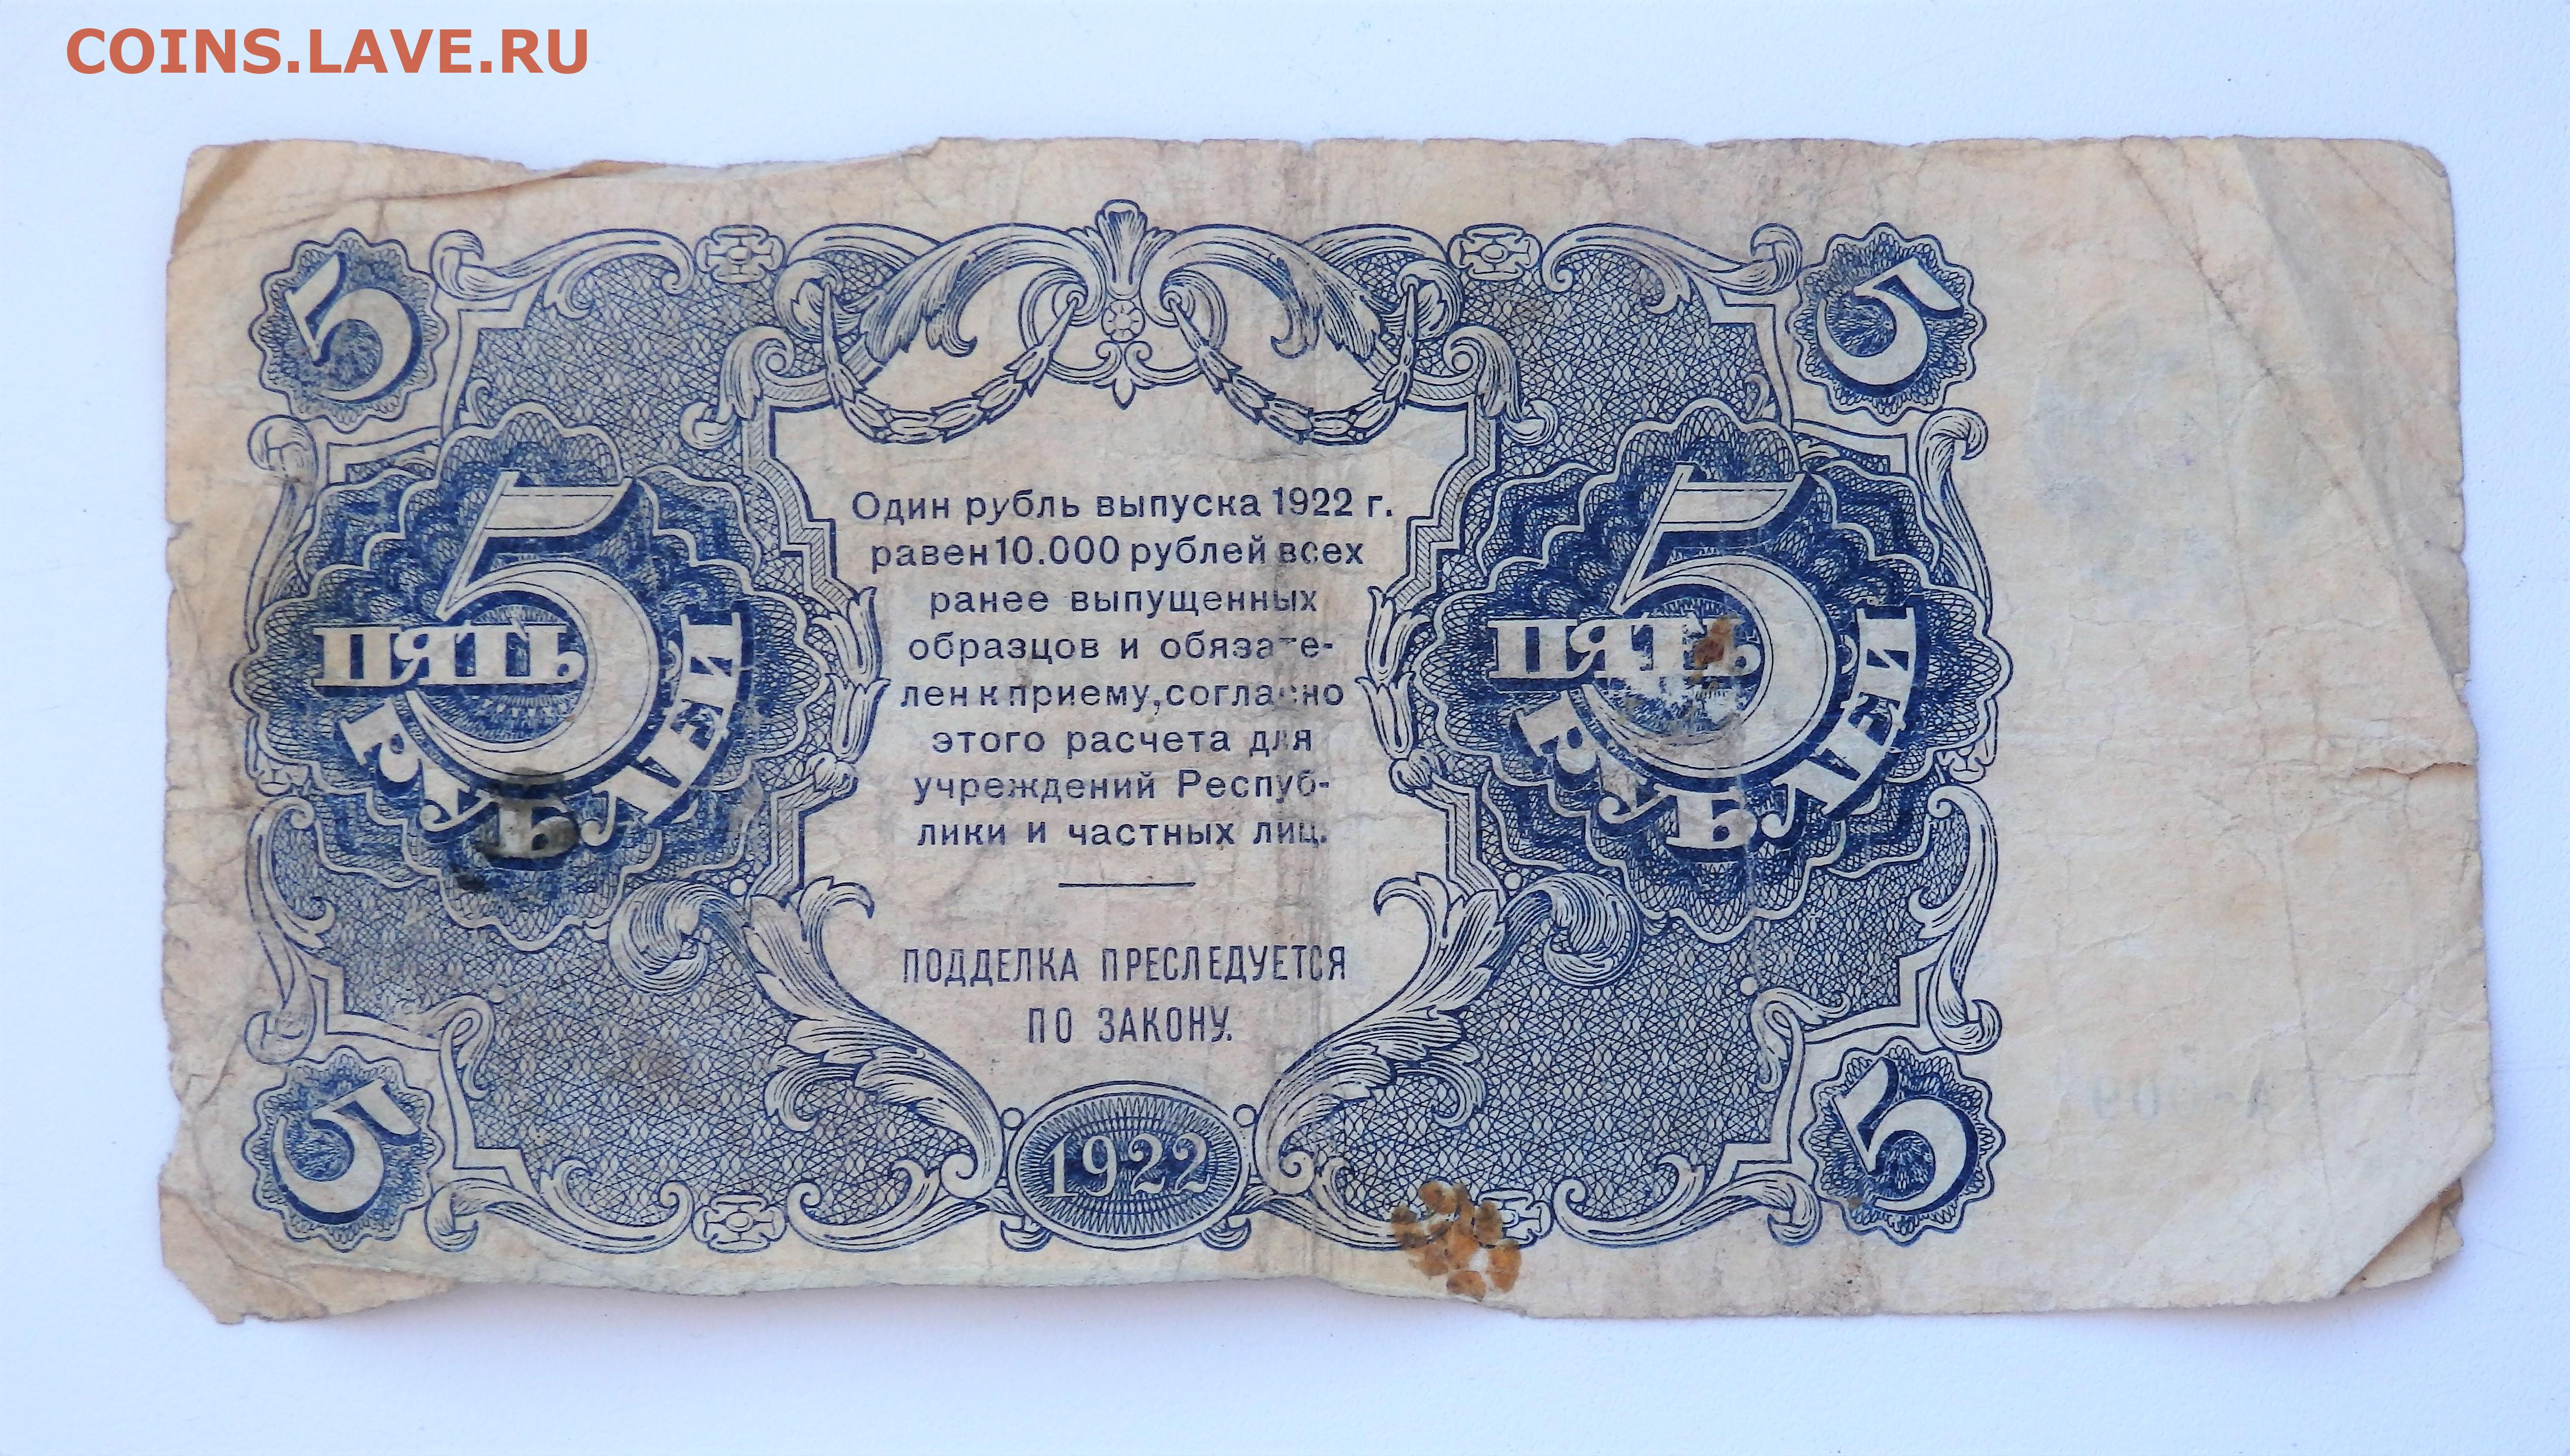 COINS.LAVE.RU
5
5
5
ПЯТЬ
РУБЛЕЙ
Один рубль выпуска 1922 г.
равен 10.000 рублей всех
ранее выпущенных
образцов и обязате-
лен к приему, согласно
этого расчета для
учреждений Респуб-
лики и частных лиц.
ПОДДЕЛКА ПРЕСЛЕДУЕТСЯ
ПО ЗАКОНУ.
5
ПЯТЬ
РУБЛЕЙ
5
1922
5